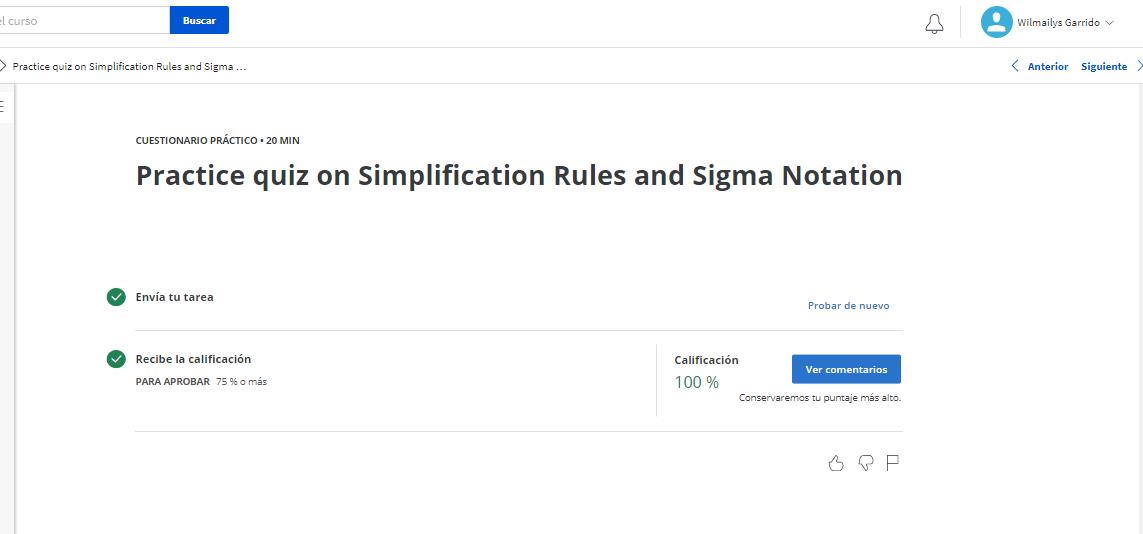 el curso
Buscar
Wilmailys Garrido
Practice quiz on Simplification Rules and Sigma ...
Anterior
Siguiente
CUESTIONARIO PRÁCTICO • 20 MIN
Practice quiz on Simplification Rules and Sigma Notation
Envía tu tarea
Probar de nuevo
Recibe la calificación
PARA APROBAR 75 % o más
Calificación
100 %
Ver comentarios
Conservaremos tu puntaje más alto.